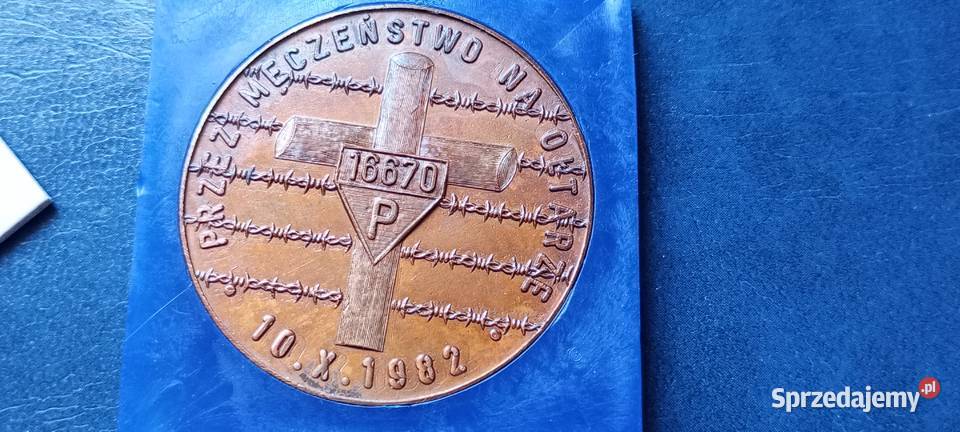 PRZEZ MĘCZEŃSTWO NA OŁTARZE
16670
P
10.X.1982
Sprzedajemy.pl